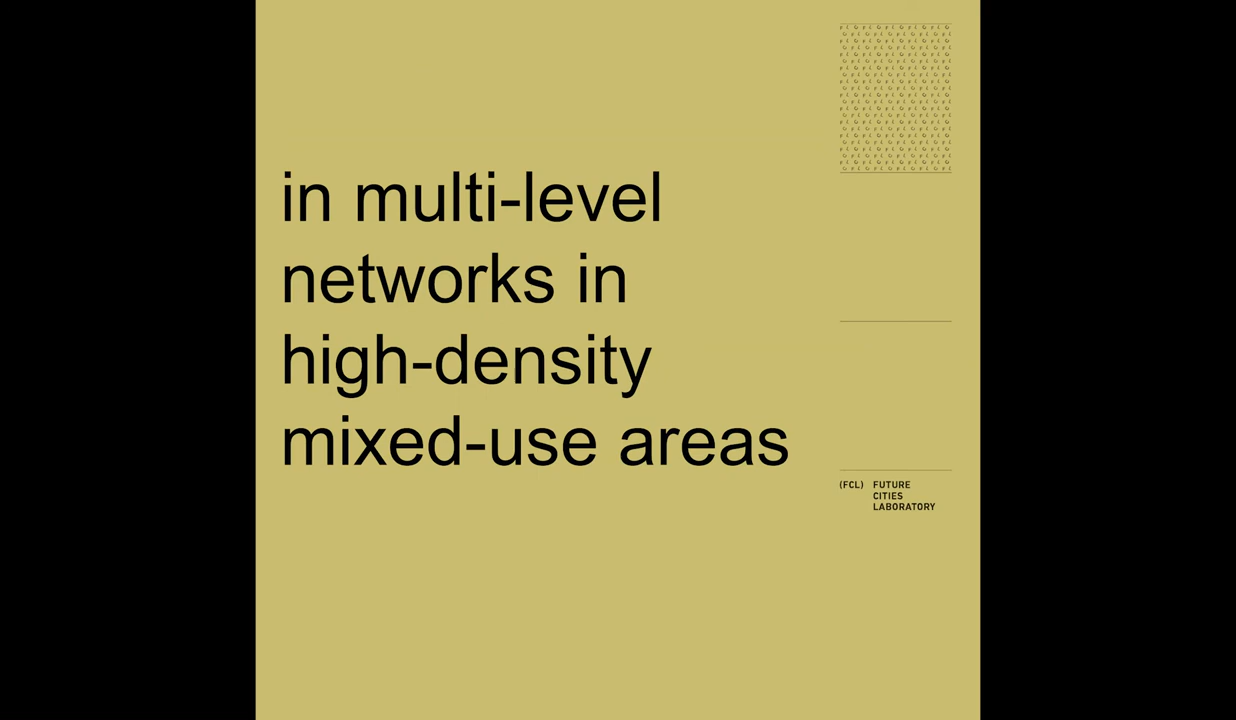 in multi-level
networks in
high-density
mixed-use areas
(FCL) FUTURE
CITIES
LABORATORY